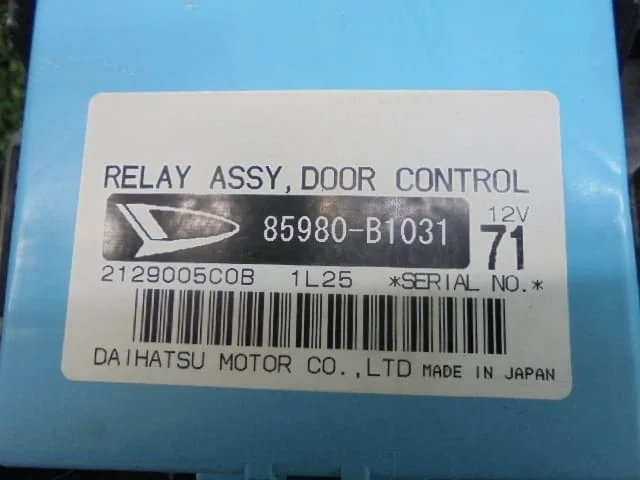 RELAY ASSY, DOOR CONTROL
85980-B1031 12V 71
2129005C0B 1L25 *SERIAL NO.*
DAIHATSU MOTOR CO.,LTD MADE IN JAPAN